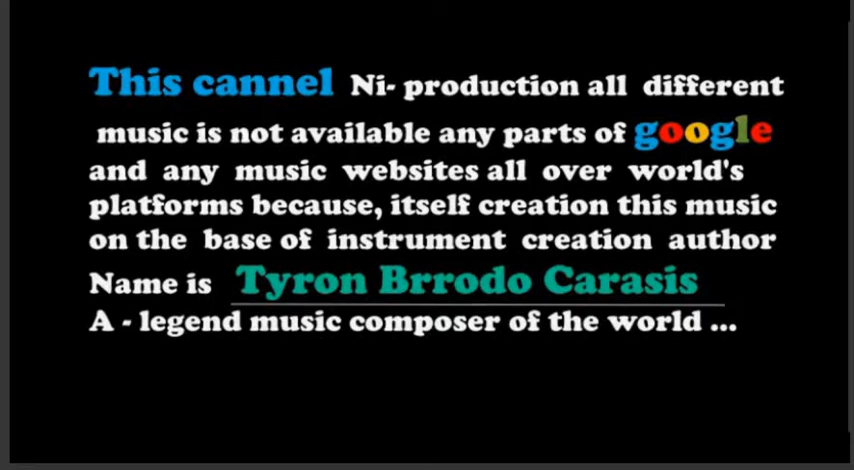 This cannel Ni- production all different
music is not available any parts of google
and any music websites all over world's
platforms because, itself creation this music
on the base of instrument creation author
Name is Tyron Brrodo Carasis
A - legend music composer of the world ...